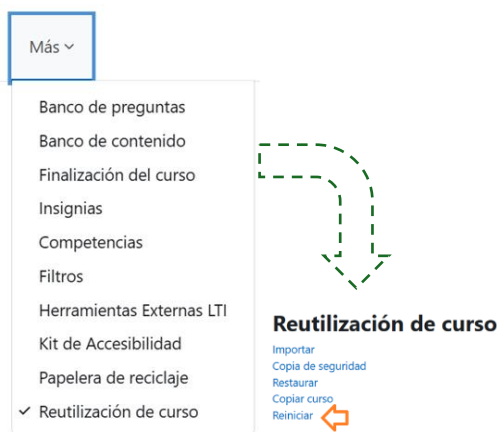 Más
Banco de preguntas
Banco de contenido
Finalización del curso
Insignias
Competencias
Filtros
Herramientas Externas LTI
Kit de Accesibilidad
Papelera de reciclaje
✓ Reutilización de curso
Reutilización de curso
Importar
Copia de seguridad
Restaurar
Copiar curso
Reiniciar